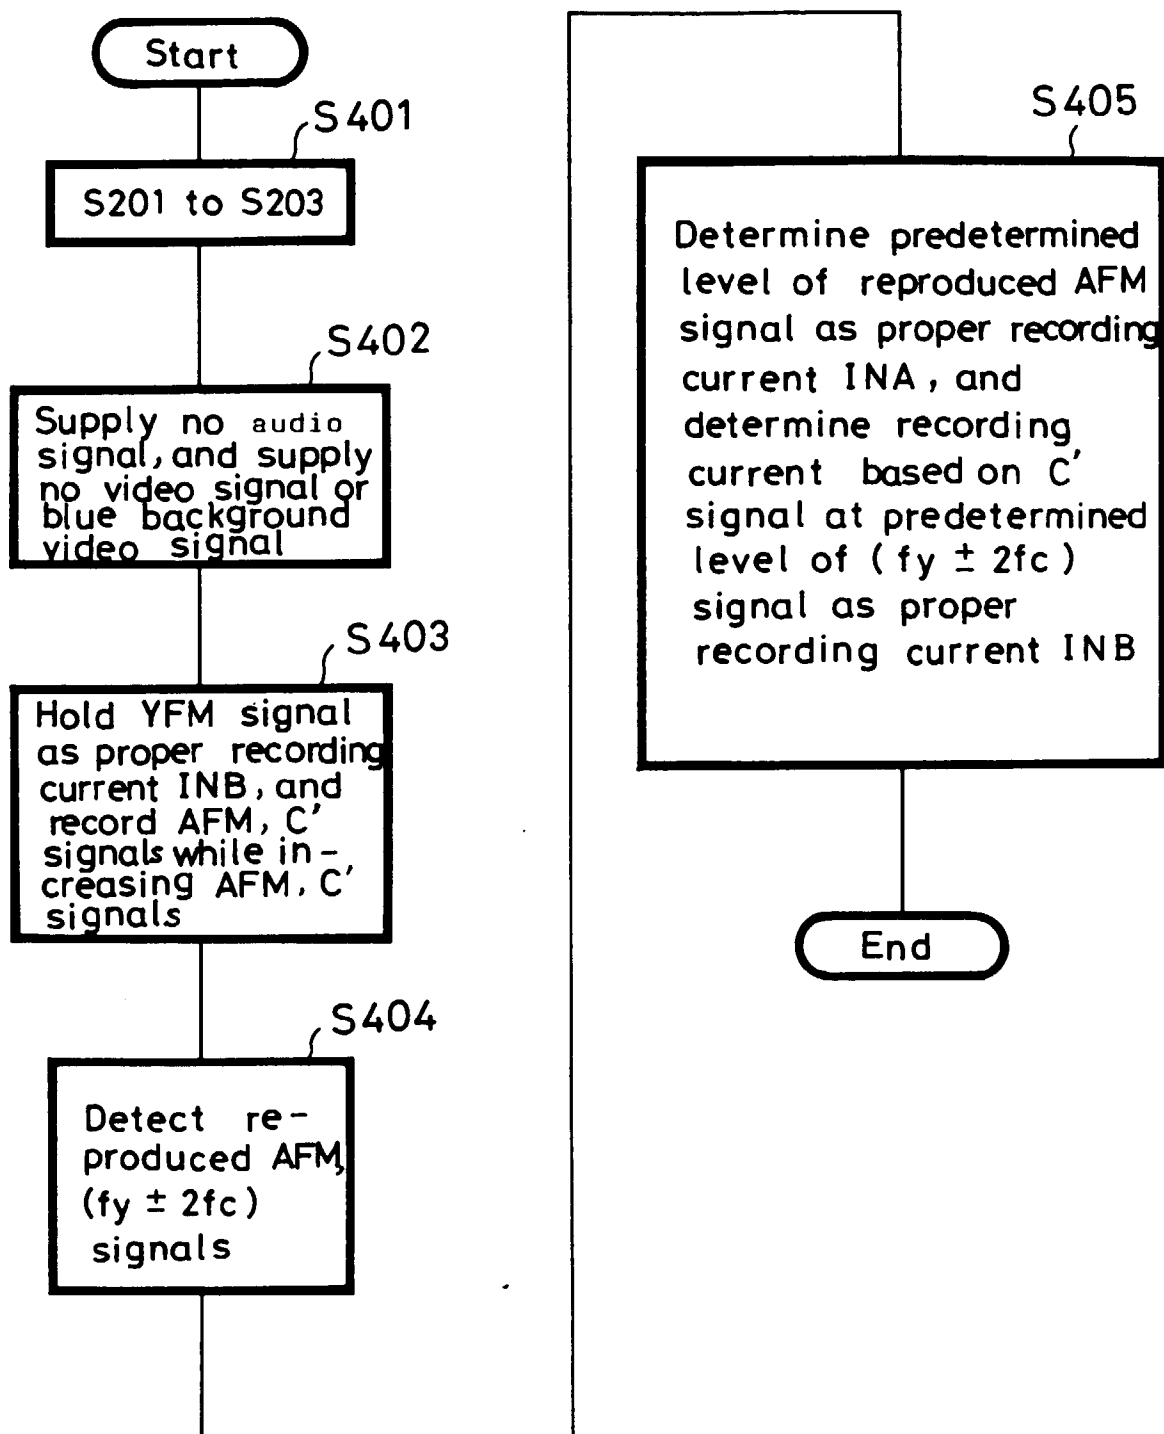 Start
S401
S201 to S203
S402
Supply no audio
signal, and supply
no video signal or
blue background
video signal
S403
Hold YFM signal
as proper recording
current INB, and
record AFM, C'
signals while in-
creasing AFM, C'
signals
S404
Detect re-
produced AFM,
(fy ± 2fc)
signals
S405
Determine predetermined
level of reproduced AFM
signal as proper recording
current INA, and
determine recording
current based on C'
signal at predetermined
level of (fy ± 2fc)
signal as proper
recording current INB
End